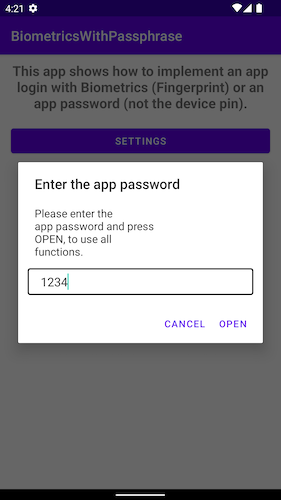 4:21
BiometricsWithPassphrase
This app shows how to implement an app
login with Biometrics (Fingerprint) or an
app password (not the device pin).
SETTINGS
Enter the app password
Please enter the
app password and press
OPEN, to use all
functions.
1234
CANCEL OPEN